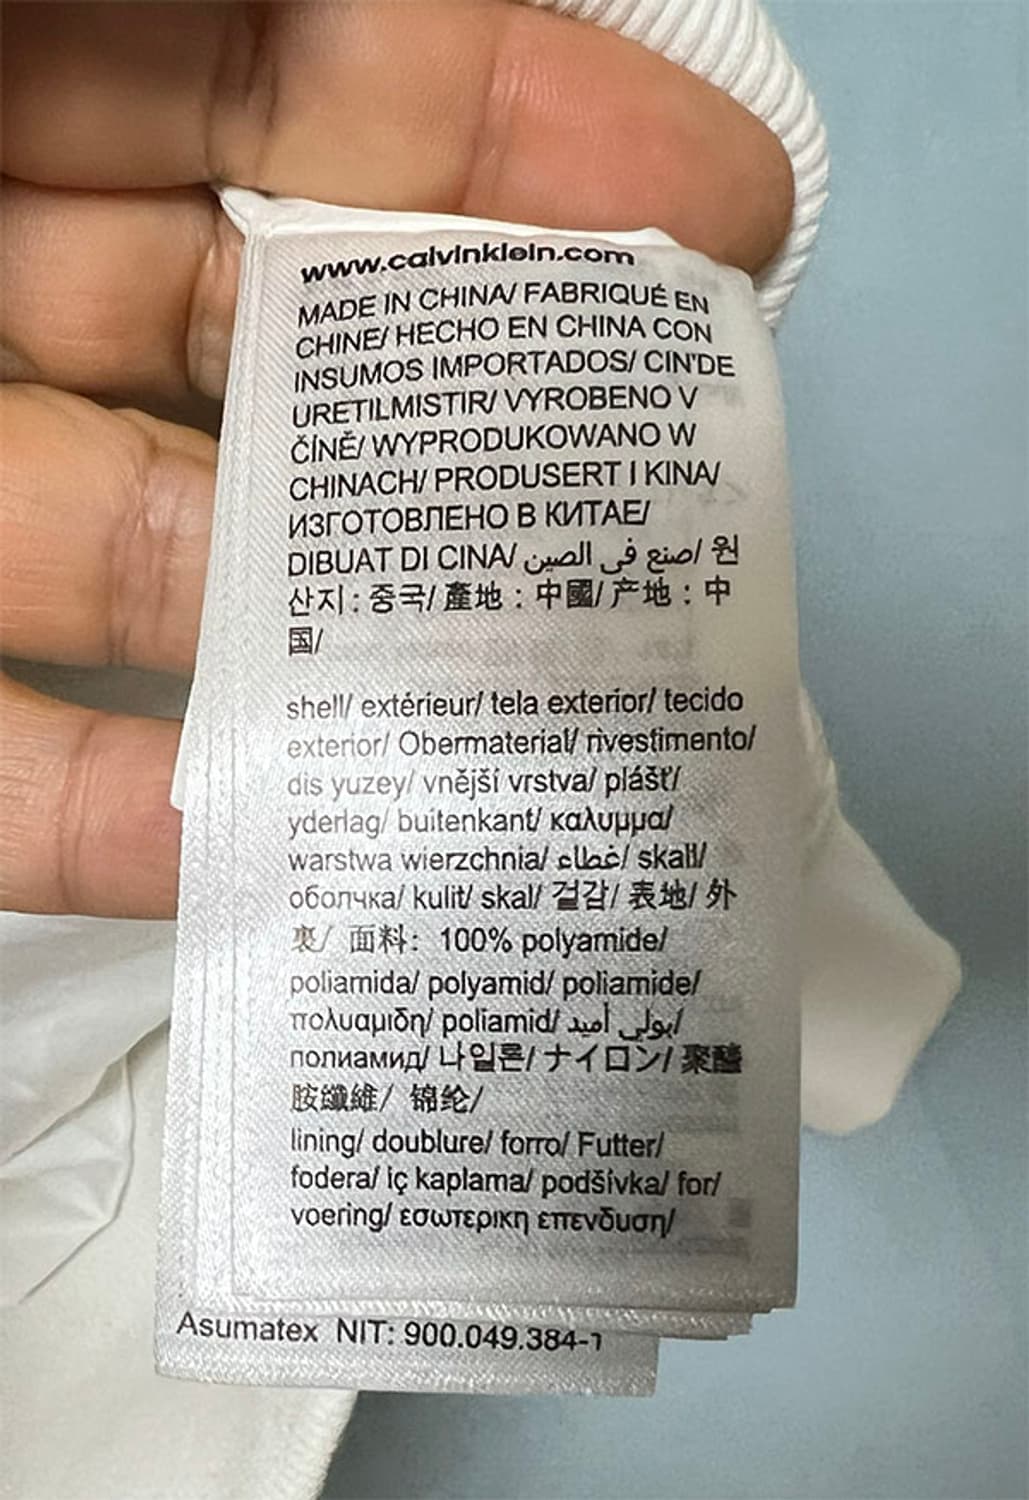 www.calvinklein.com
MADE IN CHINA/ FABRIQUÉ EN
CHINE/ HECHO EN CHINA CON
INSUMOS IMPORTADOS/ CIN'DE
URETILMISTIR/ VYROBENO V
ČÍNĚ/ WYPRODUKOWANO W
CHINACH/ PRODUSERT I KINA/
ИЗГОТОВЛЕНО В КИТАЕ/
DIBUAT DI CINA/ صنع في الصين/ 원
산지 : 중국/ 產地 : 中國/ 产地 : 中
国/
shell/ extérieur/ tela exterior/ tecido
exterior/ Obermaterial/ rivestimento/
dis yuzey/ vnější vrstva/ plášť/
yderlag/ buitenkant/ καλυμμα/
warstwa wierzchnia/ غطاء/ skall/
оболчка/ kulit/ skal/ 겉감/ 表地/ 外
裏/ 面料: 100% polyamide/
poliamida/ polyamid/ poliamide/
πολυαμιδη/ poliamid/ بولي أميد/
полиамид/ 나일론/ ナイロン/ 聚醯
胺纖維/ 锦纶/
lining/ doublure/ forro/ Futter/
fodera/ iç kaplama/ podšívka/ for/
voering/ εσωτερικη επενδυση/
Asumatex NIT: 900.049.384-1